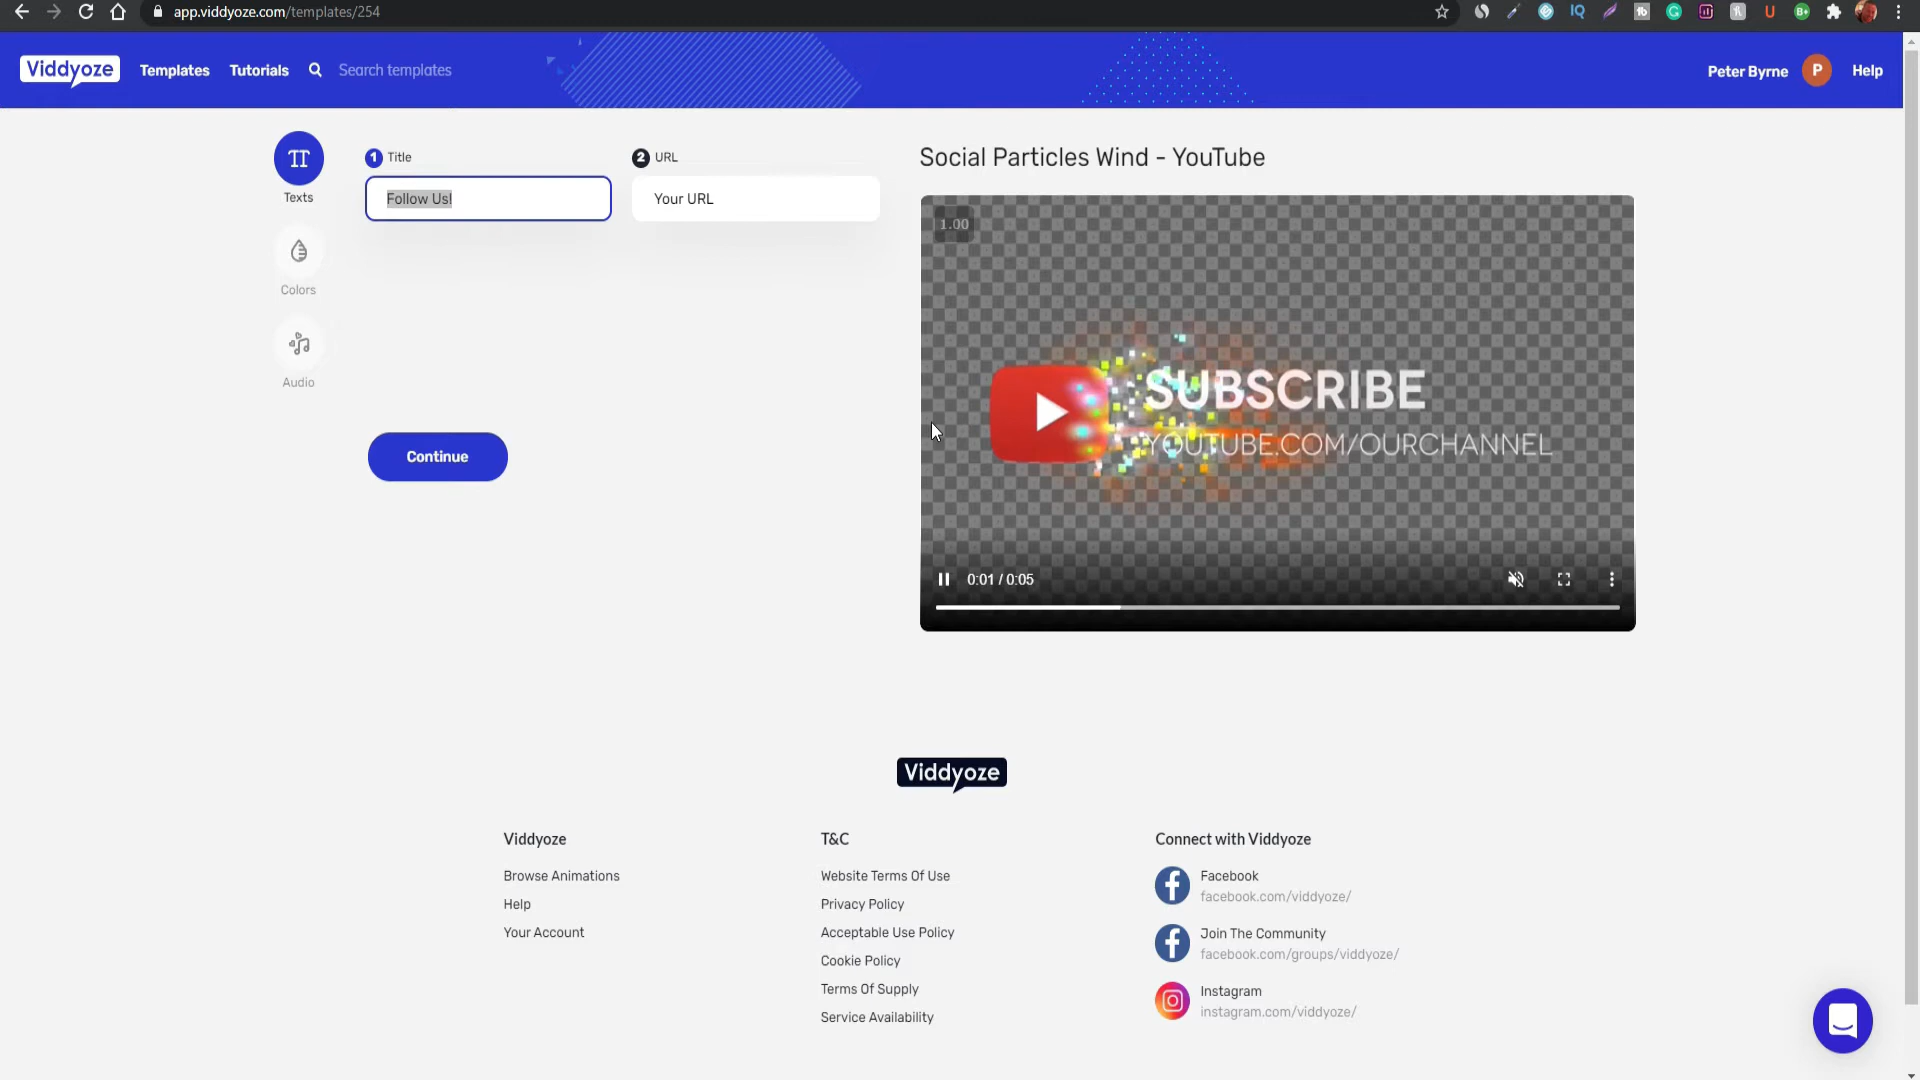 app.viddyoze.com/templates/254
Viddyoze
Templates
Tutorials
Search templates
Peter Byrne
P
Help
TT
Texts
Colors
Audio
1 Title
Follow Us!
2 URL
Your URL
Continue
Social Particles Wind - YouTube
1.00
SUBSCRIBE
YOUTUBE.COM/OURCHANNEL
0:01 / 0:05
Viddyoze
Viddyoze
Browse Animations
Help
Your Account
T&C
Website Terms Of Use
Privacy Policy
Acceptable Use Policy
Cookie Policy
Terms Of Supply
Service Availability
Connect with Viddyoze
Facebook
facebook.com/viddyoze/
Join The Community
facebook.com/groups/viddyoze/
Instagram
instagram.com/viddyoze/